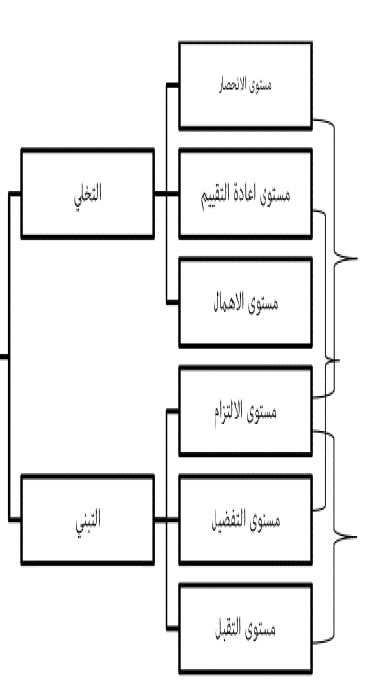 مستوى الانحصار
التخلي
مستوى اعادة التقييم
مستوى الاهمال
مستوى الالتزام
التبني
مستوى التفضيل
مستوى التقبل